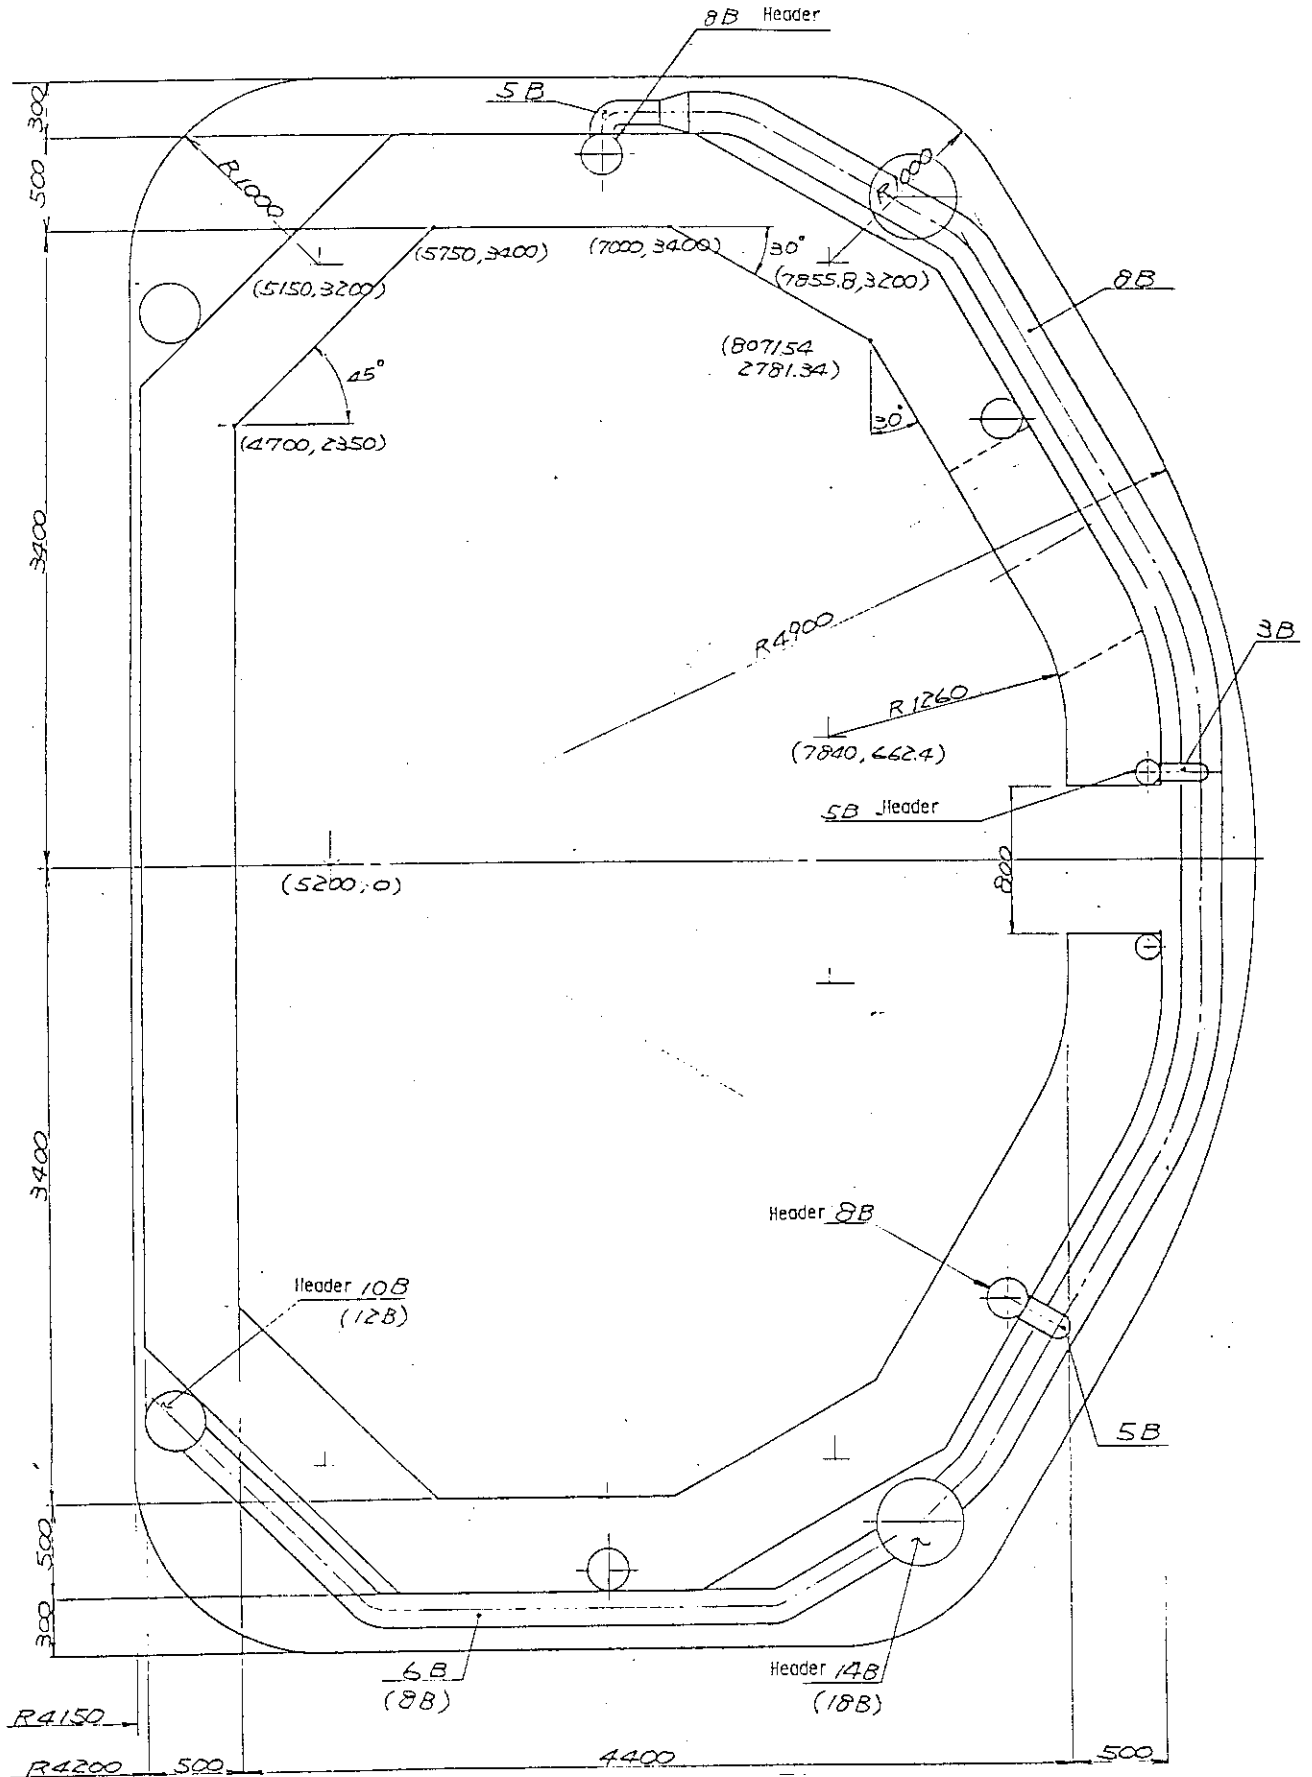 8B Header
5B
300
500
R1000
R1000
(5750,3400)
(7000,3400)
30°
(5150,3200)
(7855.8,3200)
8B
(8071.54
2781.34)
45°
30°
(4700,2350)
3400
R4900
3B
R1260
(7840,662.4)
5B Header
800
(5200,0)
3400
Header 8B
Header 10B
(12B)
5B
500
300
6B
(8B)
Header 14B
(18B)
R4150
R4200
500
4400
500